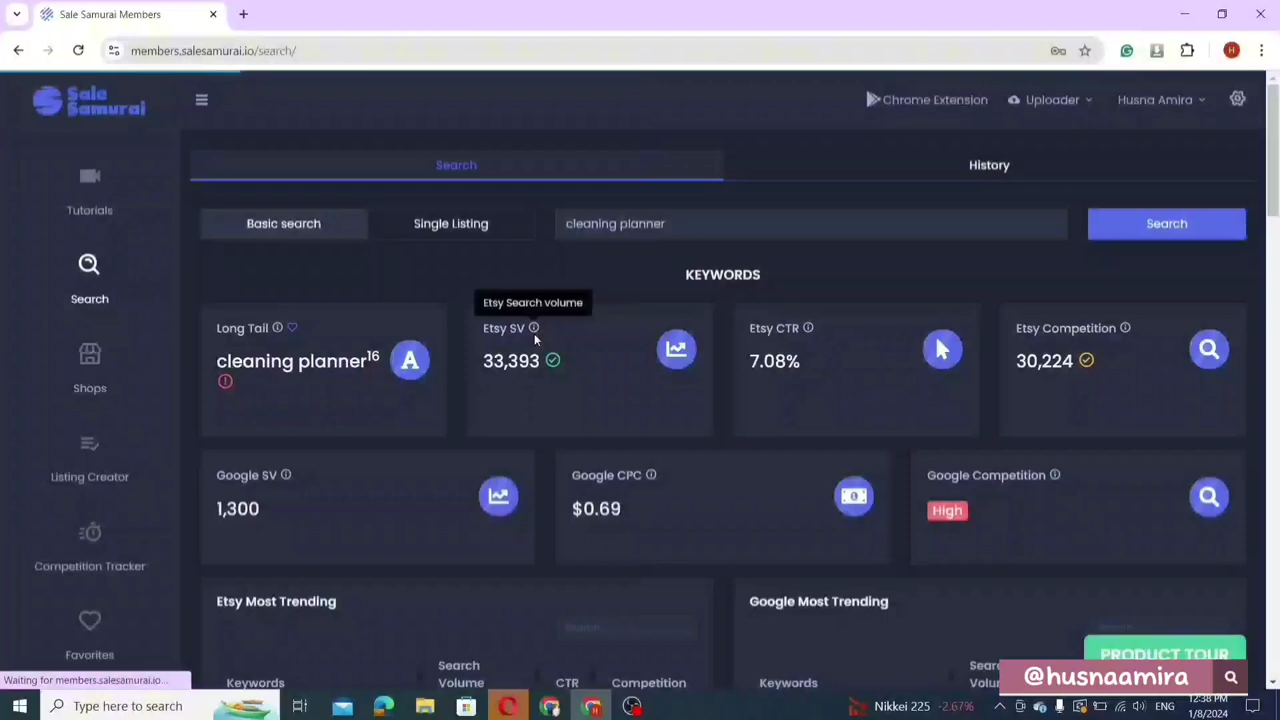 Sale Samurai Members
members.salesamurai.io/search/
H
Sale Samurai
Chrome Extension
Uploader
Husna Amira
Tutorials
Search
Shops
Listing Creator
Competition Tracker
Favorites
Search
History
Basic search
Single Listing
cleaning planner
Search
KEYWORDS
Etsy Search volume
Long Tail
cleaning planner16
A
Etsy SV
33,393
Etsy CTR
7.08%
Etsy Competition
30,224
Google SV
1,300
Google CPC
$0.69
Google Competition
High
Etsy Most Trending
Search...
Keywords
Search Volume
CTR
Competition
Google Most Trending
Search...
Keywords
Competition
PRODUCT TOUR
@husnaamira
Waiting for members.salesamurai.io...
Type here to search
Nikkei 225 -2.67%
ENG
12:38 PM
1/8/2024